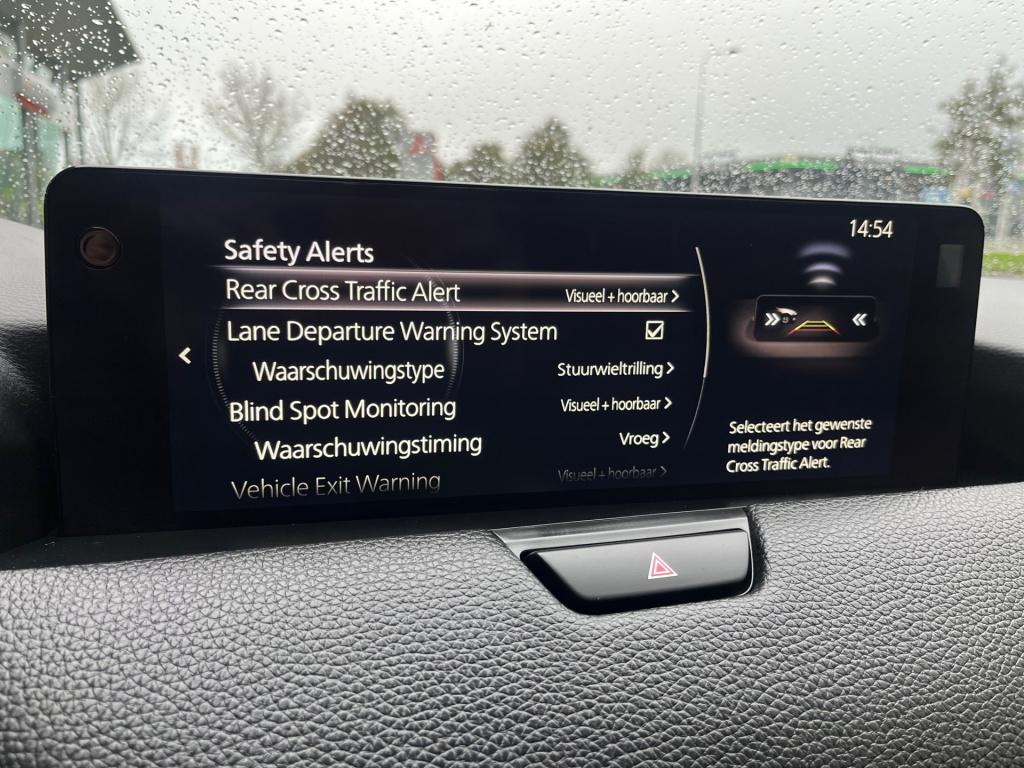 14:54
Safety Alerts
Rear Cross Traffic Alert Visueel + hoorbaar >
Lane Departure Warning System
Waarschuwingstype Stuurwieltrilling >
Blind Spot Monitoring Visueel + hoorbaar >
Waarschuwingstiming Vroeg >
Vehicle Exit Warning Visueel + hoorbaar >
Selecteert het gewenste
meldingstype voor Rear
Cross Traffic Alert.